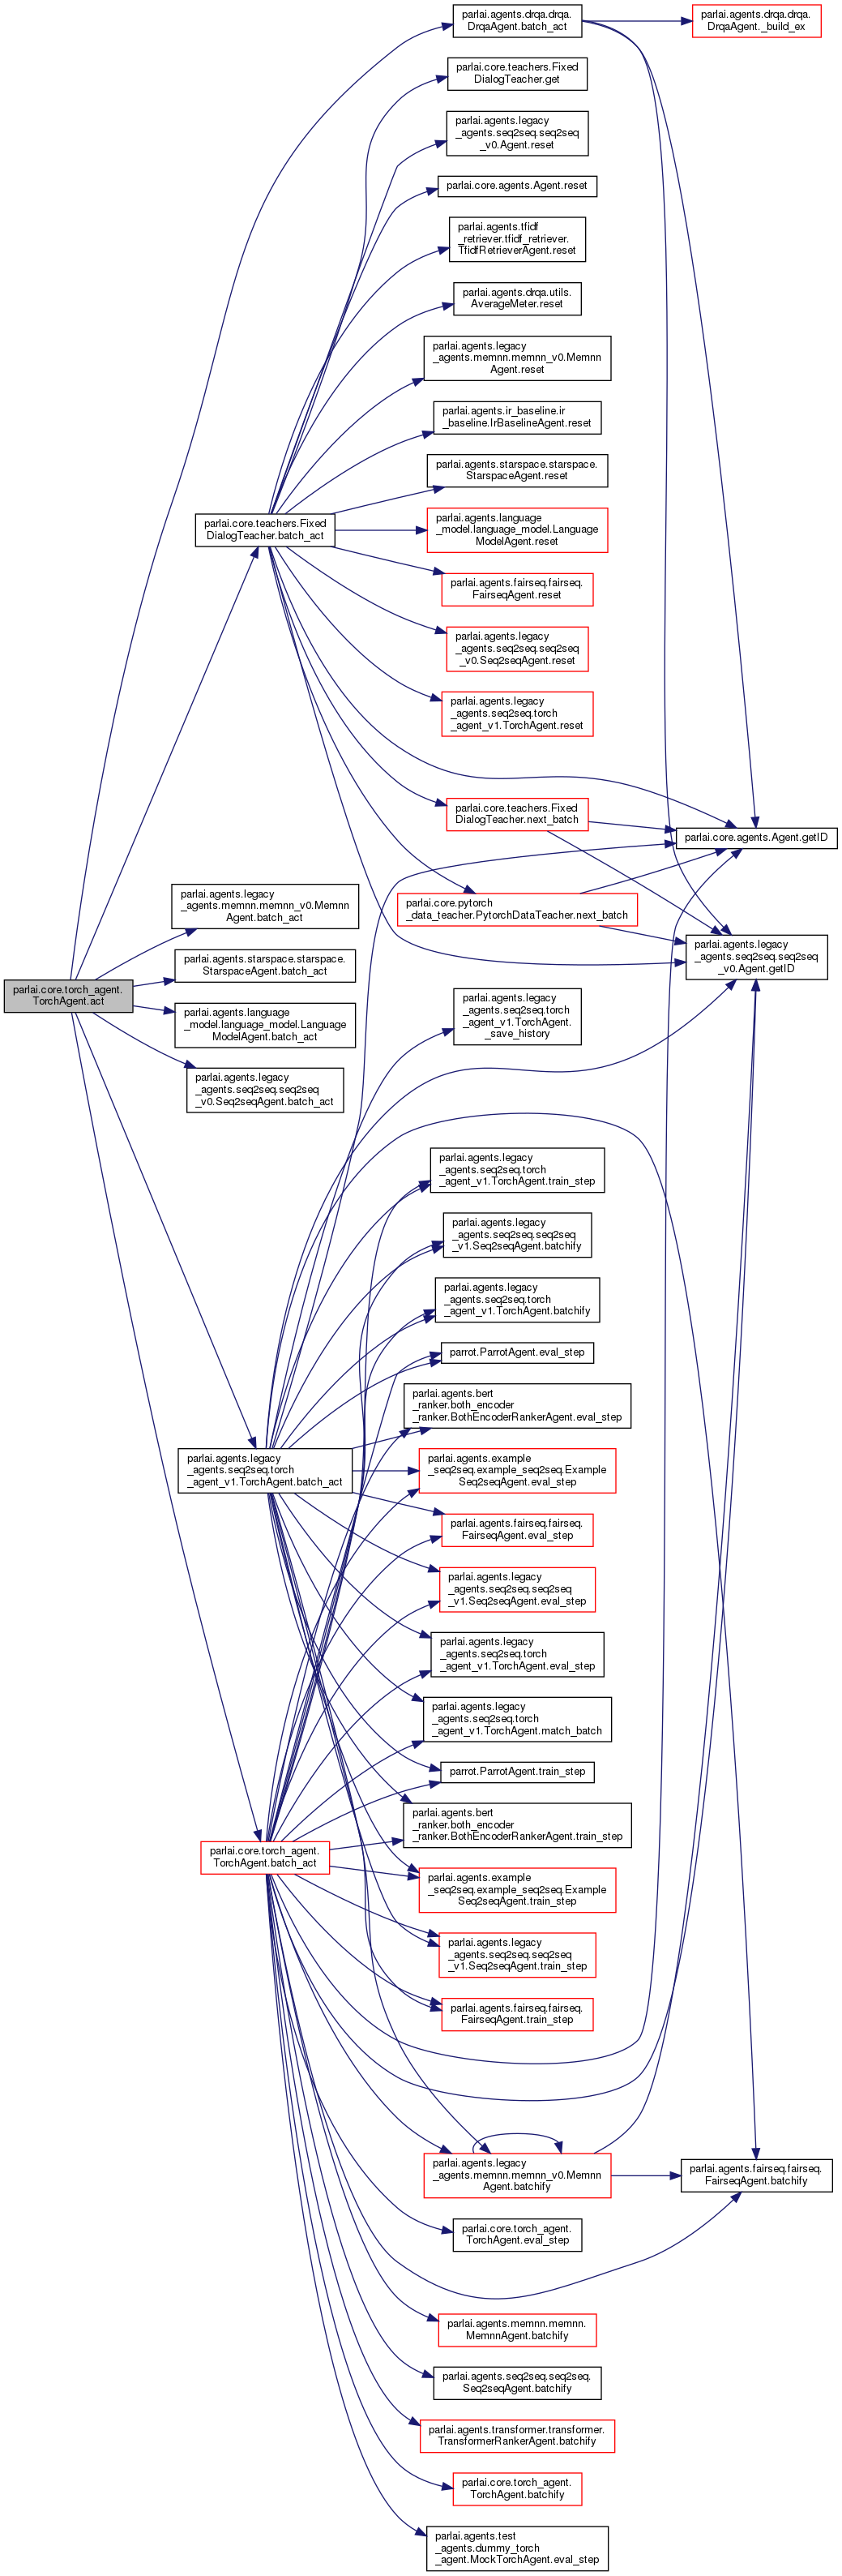 parlai.agents.drqa.drqa.
DrqaAgent.batch_act
parlai.agents.drqa.drqa.
DrqaAgent._build_ex
parlai.core.teachers.Fixed
DialogTeacher.get
parlai.agents.legacy
_agents.seq2seq.seq2seq
_v0.Agent.reset
parlai.core.agents.Agent.reset
parlai.agents.tfidf
_retriever.tfidf_retriever.
TfidfRetrieverAgent.reset
parlai.agents.drqa.utils.
AverageMeter.reset
parlai.agents.legacy
_agents.memnn.memnn_v0.Memnn
Agent.reset
parlai.agents.ir_baseline.ir
_baseline.IrBaselineAgent.reset
parlai.agents.starspace.starspace.
StarspaceAgent.reset
parlai.core.teachers.Fixed
DialogTeacher.batch_act
parlai.agents.language
_model.language_model.Language
ModelAgent.reset
parlai.agents.fairseq.fairseq.
FairseqAgent.reset
parlai.agents.legacy
_agents.seq2seq.seq2seq
_v0.Seq2seqAgent.reset
parlai.agents.legacy
_agents.seq2seq.torch
_agent_v1.TorchAgent.reset
parlai.core.teachers.Fixed
DialogTeacher.next_batch
parlai.core.agents.Agent.getID
parlai.agents.legacy
_agents.memnn.memnn_v0.Memnn
Agent.batch_act
parlai.core.pytorch
_data_teacher.PytorchDataTeacher.next_batch
parlai.agents.legacy
_agents.seq2seq.seq2seq
_v0.Agent.getID
parlai.agents.starspace.starspace.
StarspaceAgent.batch_act
parlai.core.torch_agent.
TorchAgent.act
parlai.agents.language
_model.language_model.Language
ModelAgent.batch_act
parlai.agents.legacy
_agents.seq2seq.torch
_agent_v1.TorchAgent.
_save_history
parlai.agents.legacy
_agents.seq2seq.seq2seq
_v0.Seq2seqAgent.batch_act
parlai.agents.legacy
_agents.seq2seq.torch
_agent_v1.TorchAgent.train_step
parlai.agents.legacy
_agents.seq2seq.seq2seq
_v1.Seq2seqAgent.batchify
parlai.agents.legacy
_agents.seq2seq.torch
_agent_v1.TorchAgent.batchify
parrot.ParrotAgent.eval_step
parlai.agents.bert
_ranker.both_encoder
_ranker.BothEncoderRankerAgent.eval_step
parlai.agents.legacy
_agents.seq2seq.torch
_agent_v1.TorchAgent.batch_act
parlai.agents.example
_seq2seq.example_seq2seq.Example
Seq2seqAgent.eval_step
parlai.agents.fairseq.fairseq.
FairseqAgent.eval_step
parlai.agents.legacy
_agents.seq2seq.seq2seq
_v1.Seq2seqAgent.eval_step
parlai.agents.legacy
_agents.seq2seq.torch
_agent_v1.TorchAgent.eval_step
parlai.agents.legacy
_agents.seq2seq.torch
_agent_v1.TorchAgent.match_batch
parrot.ParrotAgent.train_step
parlai.agents.bert
_ranker.both_encoder
_ranker.BothEncoderRankerAgent.train_step
parlai.core.torch_agent.
TorchAgent.batch_act
parlai.agents.example
_seq2seq.example_seq2seq.Example
Seq2seqAgent.train_step
parlai.agents.legacy
_agents.seq2seq.seq2seq
_v1.Seq2seqAgent.train_step
parlai.agents.fairseq.fairseq.
FairseqAgent.train_step
parlai.agents.legacy
_agents.memnn.memnn_v0.Memnn
Agent.batchify
parlai.agents.fairseq.fairseq.
FairseqAgent.batchify
parlai.core.torch_agent.
TorchAgent.eval_step
parlai.agents.memnn.memnn.
MemnnAgent.batchify
parlai.agents.seq2seq.seq2seq.
Seq2seqAgent.batchify
parlai.agents.transformer.transformer.
TransformerRankerAgent.batchify
parlai.core.torch_agent.
TorchAgent.batchify
parlai.agents.test
_agents.dummy_torch
_agent.MockTorchAgent.eval_step